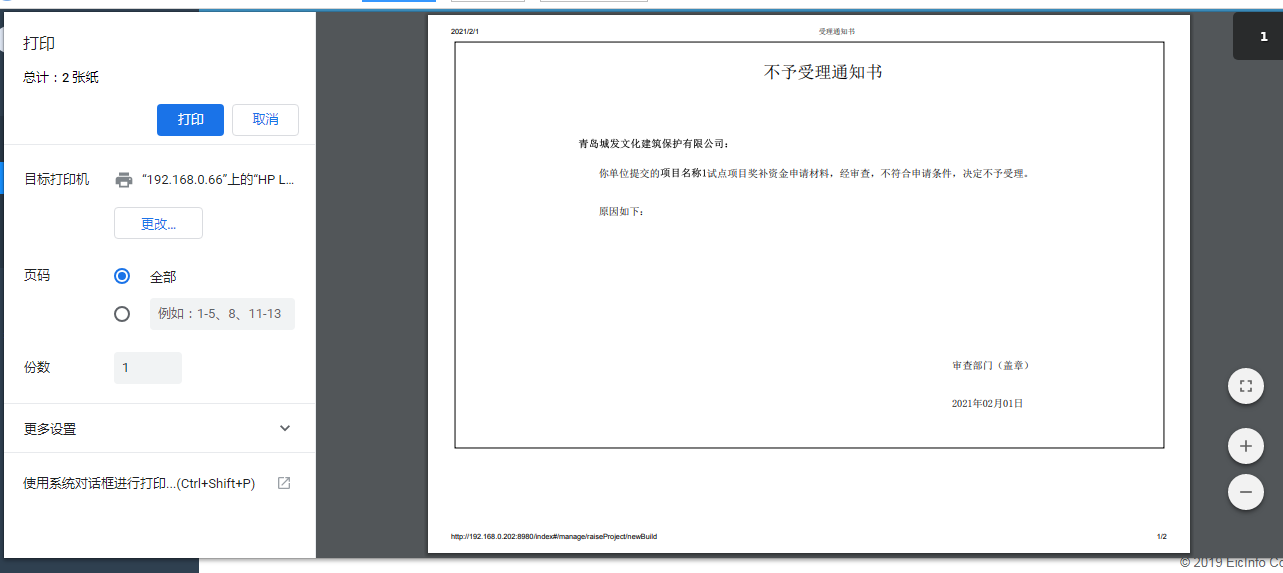 打印
总计：2 张纸
打印
取消
目标打印机
“192.168.0.66”上的“HP L...
更改...
页码
全部
例如：1-5、8、11-13
份数
1
更多设置
使用系统对话框进行打印...(Ctrl+Shift+P)
2021/2/1
受理通知书
不予受理通知书
青岛城发文化建筑保护有限公司：
你单位提交的项目名称1试点项目奖补资金申请材料，经审查，不符合申请条件，决定不予受理。
原因如下：
审查部门（盖章）
2021年02月01日
http://192.168.0.202:8980/index#/manage/raiseProject/newBuild
1/2
1
© 2019 EicInfo Co